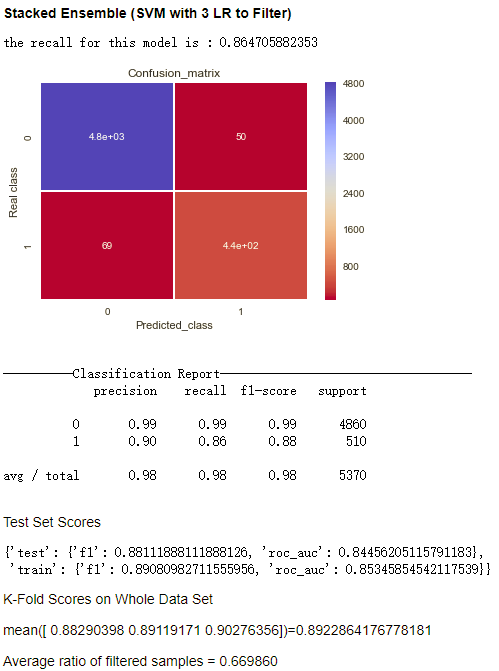 Stacked Ensemble (SVM with 3 LR to Filter)
the recall for this model is : 0.864705882353
Confusion_matrix
4800
4000
3200
2400
1600
800
Real class
0
4.8e+03
50
1
69
4.4e+02
0
1
Predicted_class
Classification Report
precision recall f1-score support
0 0.99 0.99 0.99 4860
1 0.90 0.86 0.88 510
avg / total 0.98 0.98 0.98 5370
Test Set Scores
{'test': {'f1': 0.88111888111888126, 'roc_auc': 0.84456205115791183},
'train': {'f1': 0.89080982711555956, 'roc_auc': 0.85345854542117539}}
K-Fold Scores on Whole Data Set
mean([ 0.88290398 0.89119171 0.90276356])=0.8922864176778181
Average ratio of filtered samples = 0.669860